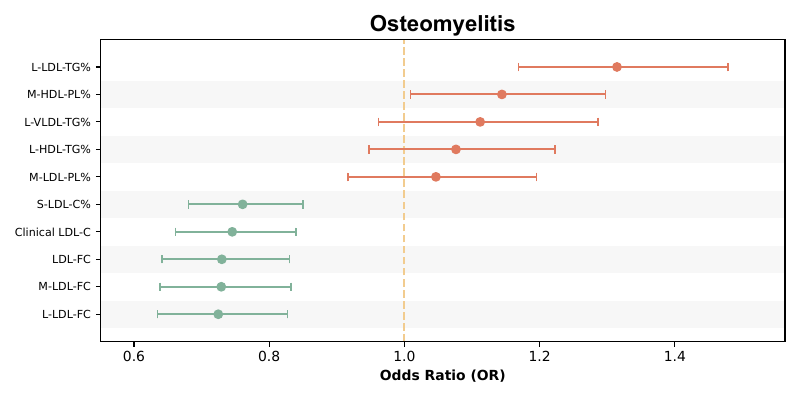 Osteomyelitis
L-LDL-TG%
M-HDL-PL%
L-VLDL-TG%
L-HDL-TG%
M-LDL-PL%
S-LDL-C%
Clinical LDL-C
LDL-FC
M-LDL-FC
L-LDL-FC
0.6 0.8 1.0 1.2 1.4
Odds Ratio (OR)